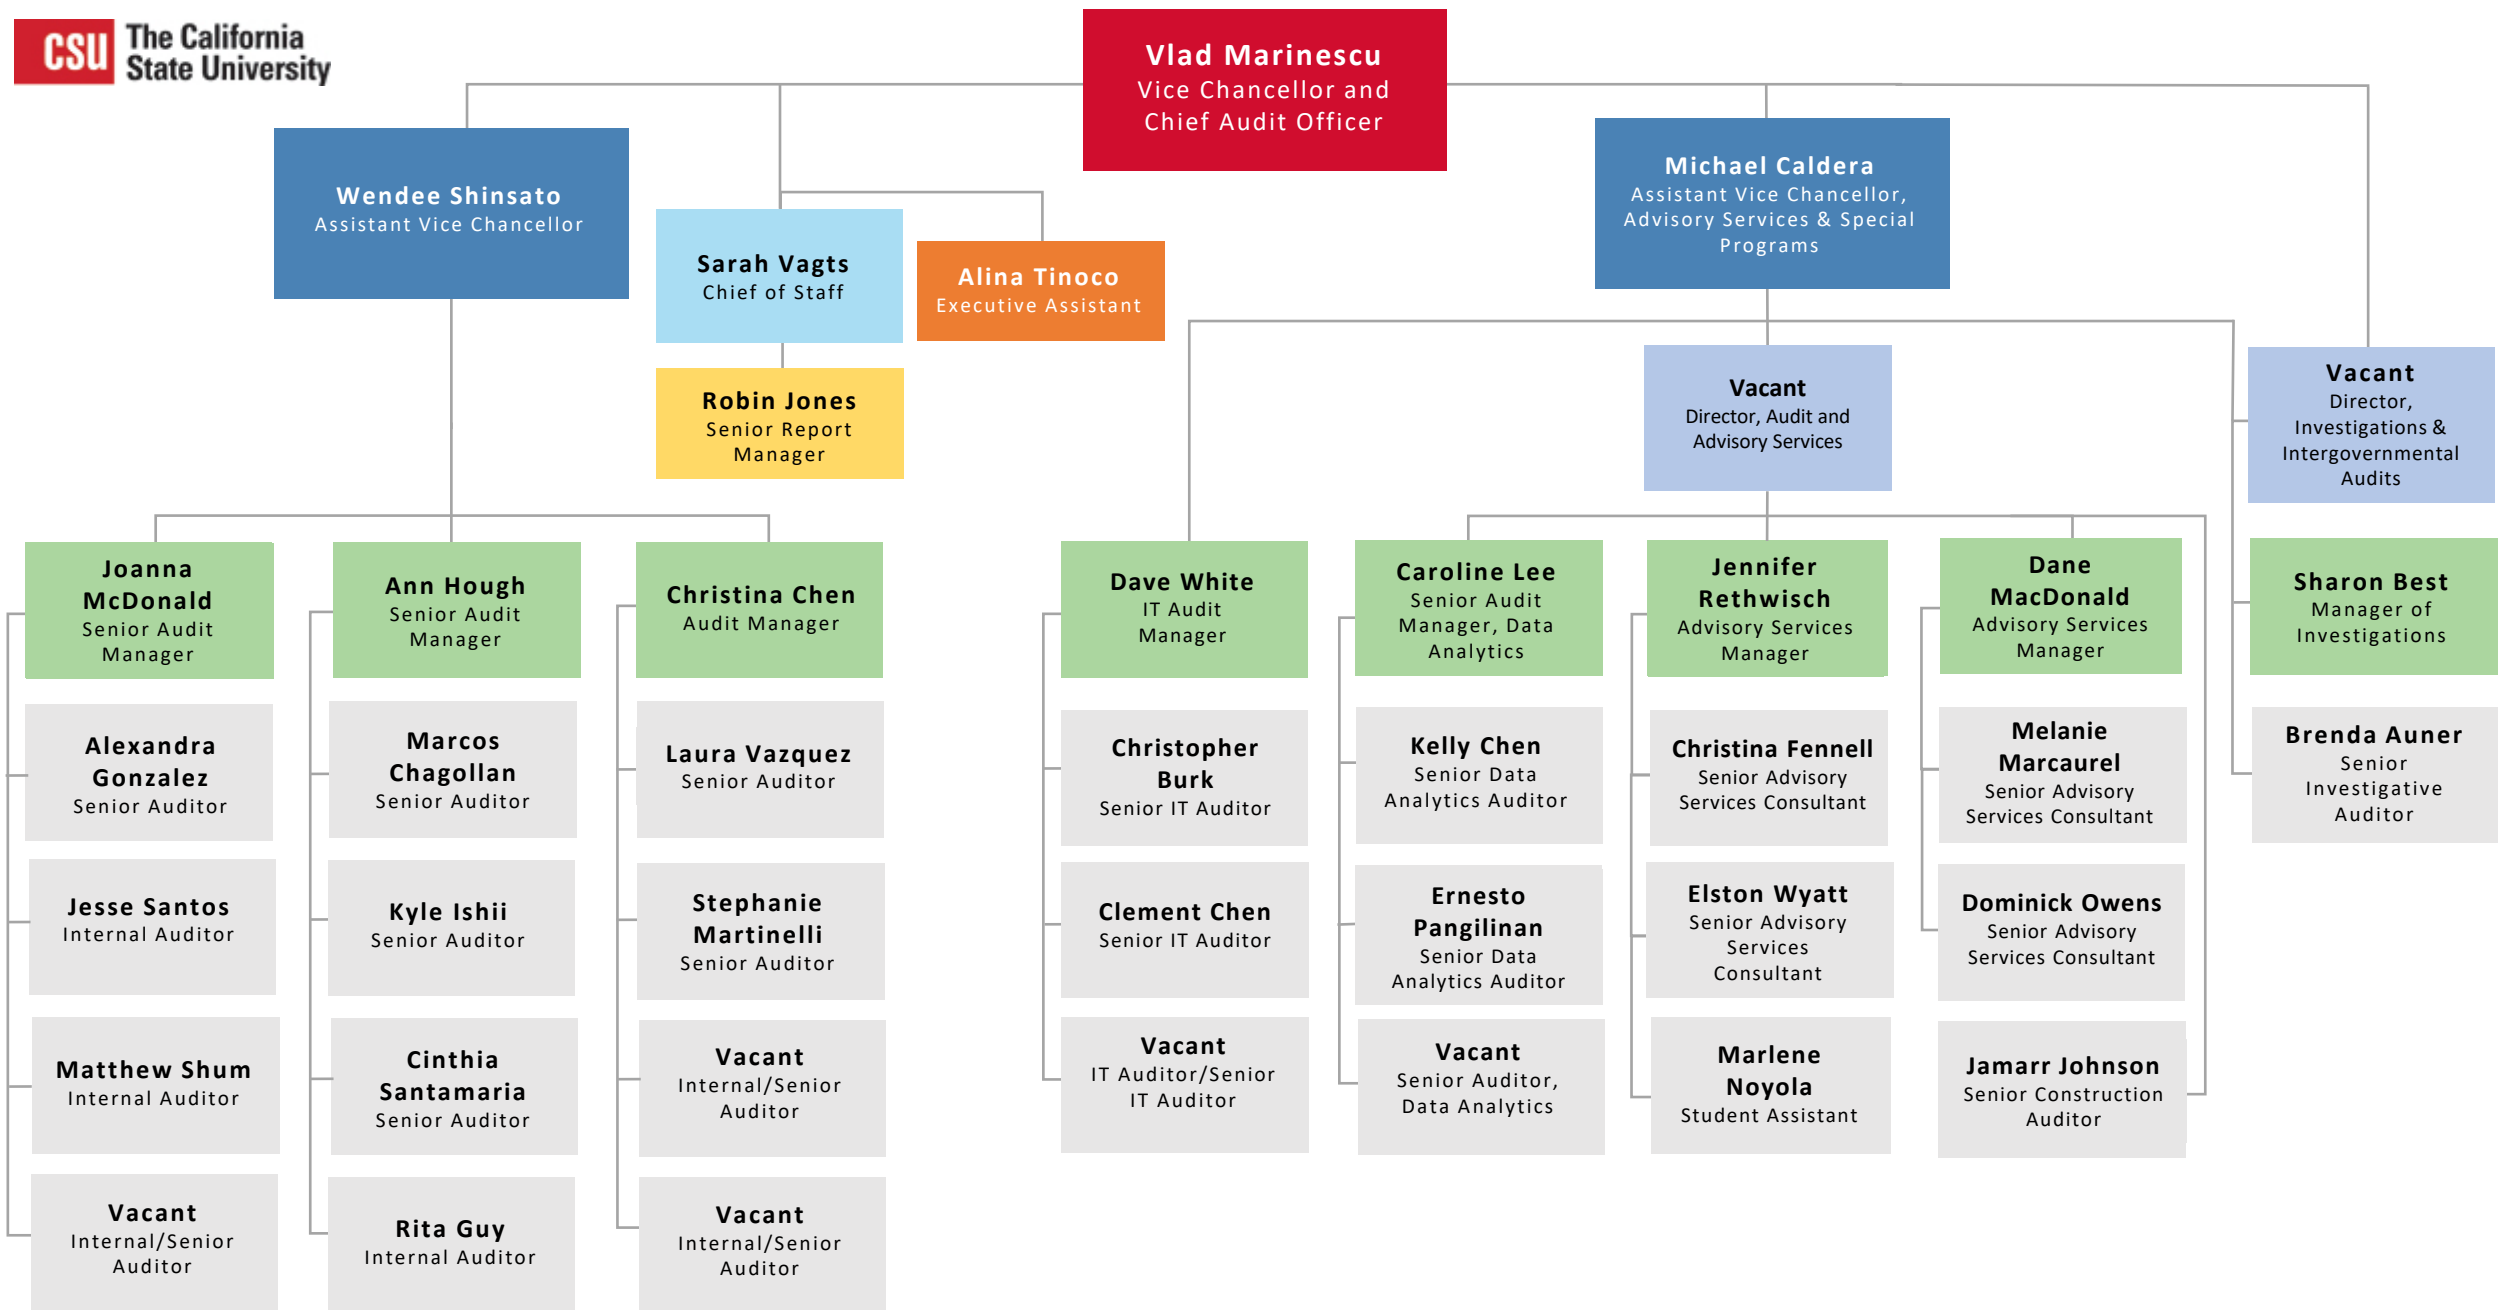 CSU The California
State University
Vlad Marinescu
Vice Chancellor and
Chief Audit Officer
Wendee Shinsato
Assistant Vice Chancellor
Sarah Vagts
Chief of Staff
Alina Tinoco
Executive Assistant
Michael Caldera
Assistant Vice Chancellor,
Advisory Services & Special
Programs
Robin Jones
Senior Report
Manager
Vacant
Director, Audit and
Advisory Services
Vacant
Director,
Investigations &
Intergovernmental
Audits
Joanna
McDonald
Senior Audit
Manager
Ann Hough
Senior Audit
Manager
Christina Chen
Audit Manager
Dave White
IT Audit
Manager
Caroline Lee
Senior Audit
Manager, Data
Analytics
Jennifer
Rethwisch
Advisory Services
Manager
Dane
MacDonald
Advisory Services
Manager
Sharon Best
Manager of
Investigations
Alexandra
Gonzalez
Senior Auditor
Marcos
Chagollan
Senior Auditor
Laura Vazquez
Senior Auditor
Christopher
Burk
Senior IT Auditor
Kelly Chen
Senior Data
Analytics Auditor
Christina Fennell
Senior Advisory
Services Consultant
Melanie
Marcaurel
Senior Advisory
Services Consultant
Brenda Auner
Senior
Investigative
Auditor
Jesse Santos
Internal Auditor
Kyle Ishii
Senior Auditor
Stephanie
Martinelli
Senior Auditor
Clement Chen
Senior IT Auditor
Ernesto
Pangilinan
Senior Data
Analytics Auditor
Elston Wyatt
Senior Advisory
Services
Consultant
Dominick Owens
Senior Advisory
Services Consultant
Matthew Shum
Internal Auditor
Cinthia
Santamaria
Senior Auditor
Vacant
Internal/Senior
Auditor
Vacant
IT Auditor/Senior
IT Auditor
Vacant
Senior Auditor,
Data Analytics
Marlene
Noyola
Student Assistant
Jamarr Johnson
Senior Construction
Auditor
Vacant
Internal/Senior
Auditor
Rita Guy
Internal Auditor
Vacant
Internal/Senior
Auditor